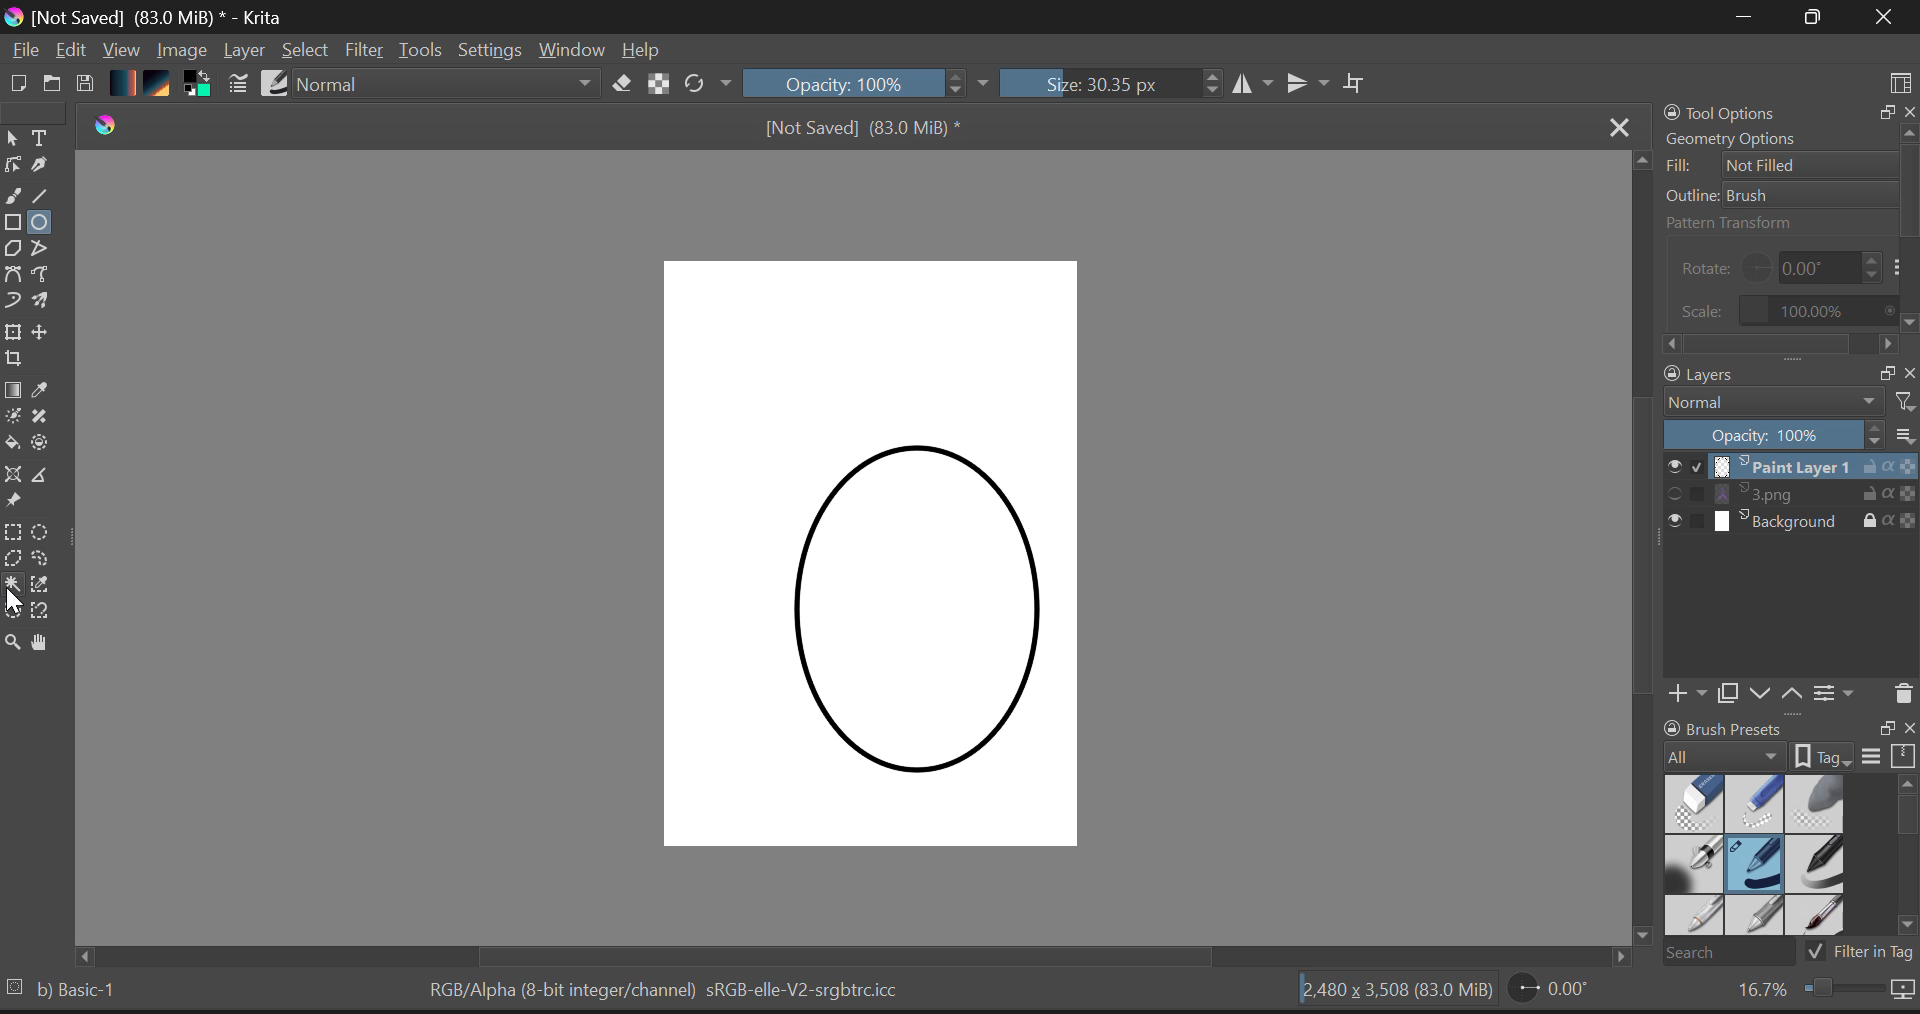 [Not Saved] (83.0 MiB) * - Krita
File Edit View Image Layer Select Filter Tools Settings Window Help
Normal Opacity: 100% Size: 30.35 px
[Not Saved] (83.0 MiB) *
Tool Options
Geometry Options
Fill: Not Filled
Outline: Brush
Pattern Transform
Rotate: 0.00°
Scale: 100.00%
Layers
Normal
Opacity: 100%
Paint Layer 1
3.png
Background
Brush Presets
All Tag
Search Filter in Tag
b) Basic-1 RGB/Alpha (8-bit integer/channel) sRGB-elle-V2-srgbtrc.icc 2,480 x 3,508 (83.0 MiB) 0.00° 16.7%